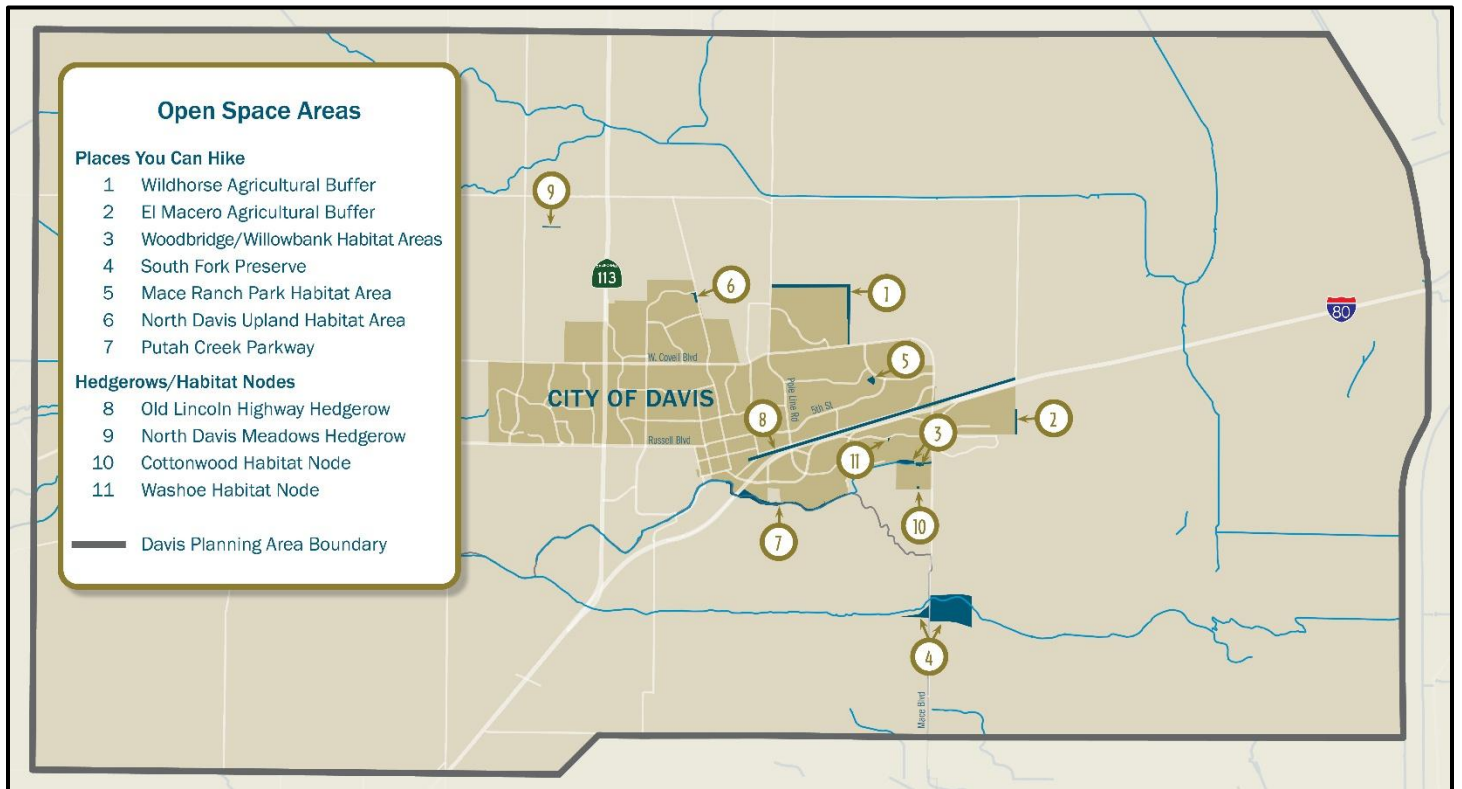 Open Space Areas
Places You Can Hike
1 Wildhorse Agricultural Buffer
2 El Macero Agricultural Buffer
3 Woodbridge/Willowbank Habitat Areas
4 South Fork Preserve
5 Mace Ranch Park Habitat Area
6 North Davis Upland Habitat Area
7 Putah Creek Parkway
Hedgerows/Habitat Nodes
8 Old Lincoln Highway Hedgerow
9 North Davis Meadows Hedgerow
10 Cottonwood Habitat Node
11 Washoe Habitat Node
Davis Planning Area Boundary
9
113
6
1
80
W. Covell Blvd
5
CITY OF DAVIS
Pole Line Rd
5th St
8
2
3
Russell Blvd
11
10
7
4
Mace Blvd